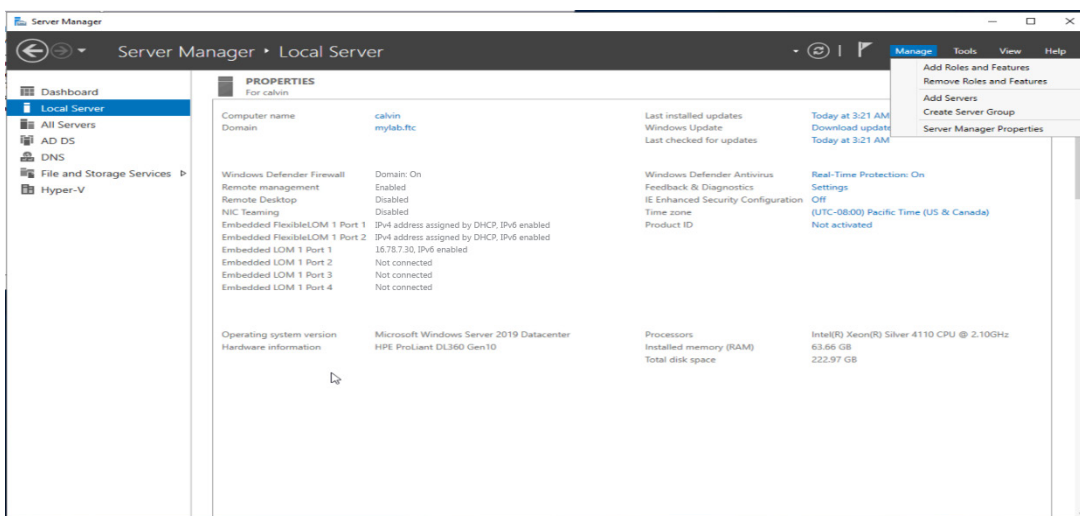 Server Manager
Server Manager • Local Server
Manage Tools View Help
Add Roles and Features
Remove Roles and Features
Add Servers
Create Server Group
Server Manager Properties
Dashboard
Local Server
All Servers
AD DS
DNS
File and Storage Services
Hyper-V
PROPERTIES
For calvin
Computer name calvin
Domain mylab.ftc
Last installed updates Today at 3:21 AM
Windows Update Download update
Last checked for updates Today at 3:21 AM
Windows Defender Firewall Domain: On
Remote management Enabled
Remote Desktop Disabled
NIC Teaming Disabled
Embedded FlexibleLOM 1 Port 1 IPv4 address assigned by DHCP, IPv6 enabled
Embedded FlexibleLOM 1 Port 2 IPv4 address assigned by DHCP, IPv6 enabled
Embedded LOM 1 Port 1 16.78.7.30, IPv6 enabled
Embedded LOM 1 Port 2 Not connected
Embedded LOM 1 Port 3 Not connected
Embedded LOM 1 Port 4 Not connected
Windows Defender Antivirus Real-Time Protection: On
Feedback & Diagnostics Settings
IE Enhanced Security Configuration Off
Time zone (UTC-08:00) Pacific Time (US & Canada)
Product ID Not activated
Operating system version Microsoft Windows Server 2019 Datacenter
Hardware information HPE ProLiant DL360 Gen10
Processors Intel(R) Xeon(R) Silver 4110 CPU @ 2.10GHz
Installed memory (RAM) 63.66 GB
Total disk space 222.97 GB